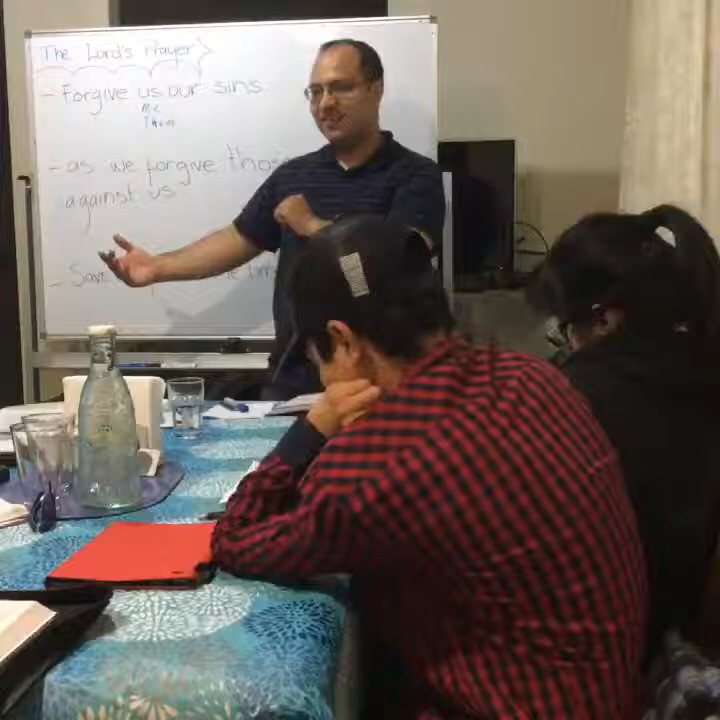 The Lord's Prayer
- Forgive us our sins
me
them
- as we forgive those
against us
- Save